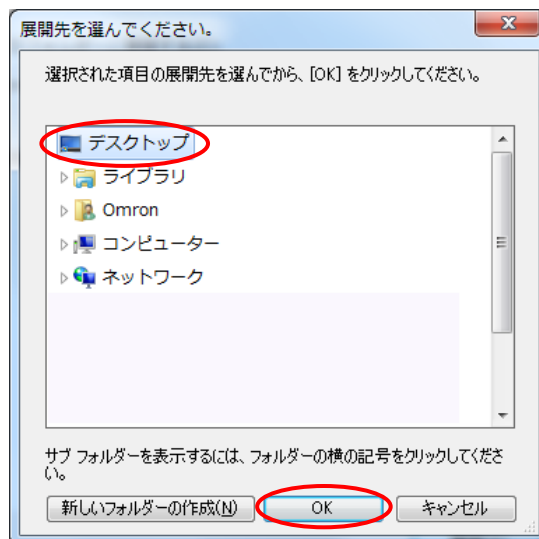 展開先を選んでください。
選択された項目の展開先を選んでから、[OK] をクリックしてください。
デスクトップ
ライブラリ
Omron
コンピューター
ネットワーク
サブ フォルダーを表示するには、フォルダーの横の記号をクリックしてくださ
い。
新しいフォルダーの作成(N) OK キャンセル